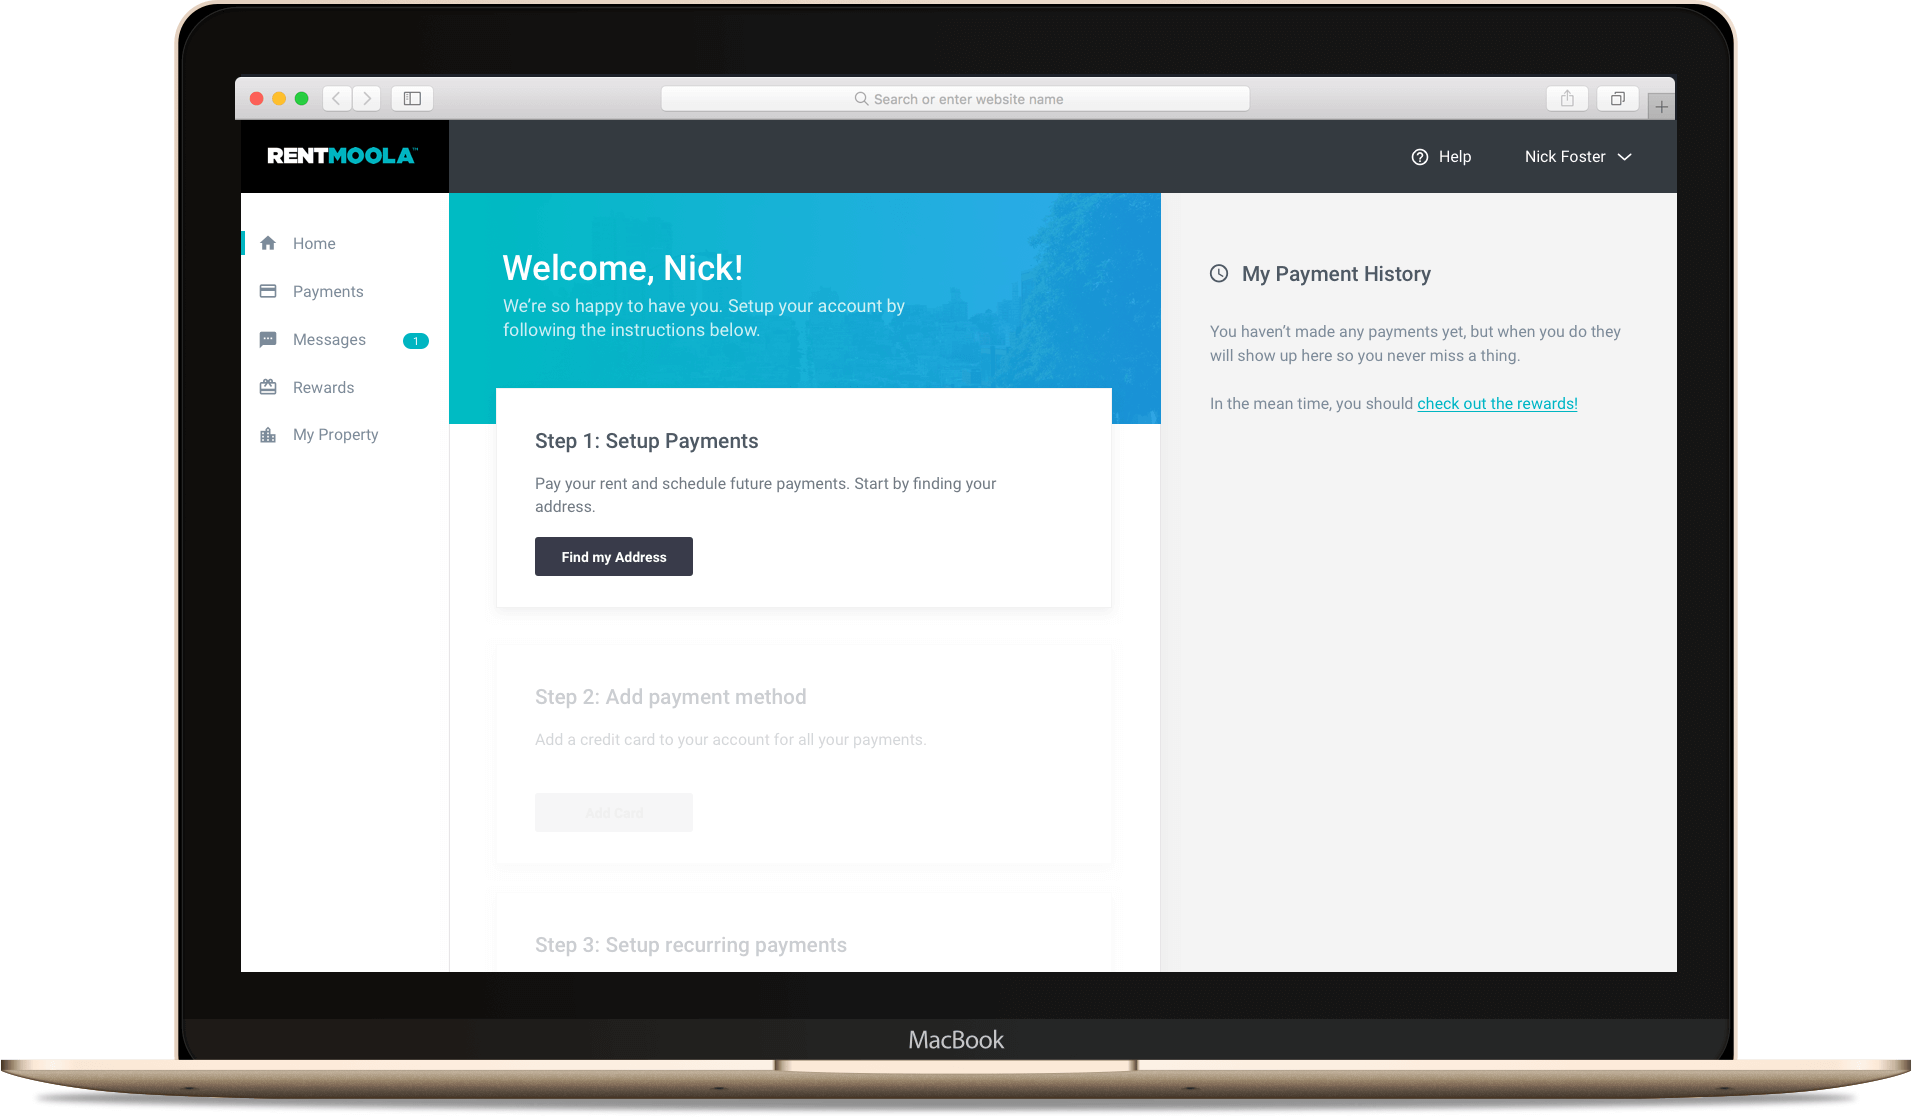 Search or enter website name
RENTMOOLA™
Help
Nick Foster
Home
Payments
Messages 1
Rewards
My Property
Welcome, Nick!
We’re so happy to have you. Setup your account by
following the instructions below.
Step 1: Setup Payments
Pay your rent and schedule future payments. Start by finding your
address.
Find my Address
Step 2: Add payment method
Add a credit card to your account for all your payments.
Add Card
Step 3: Setup recurring payments
My Payment History
You haven’t made any payments yet, but when you do they
will show up here so you never miss a thing.
In the mean time, you should check out the rewards!
MacBook